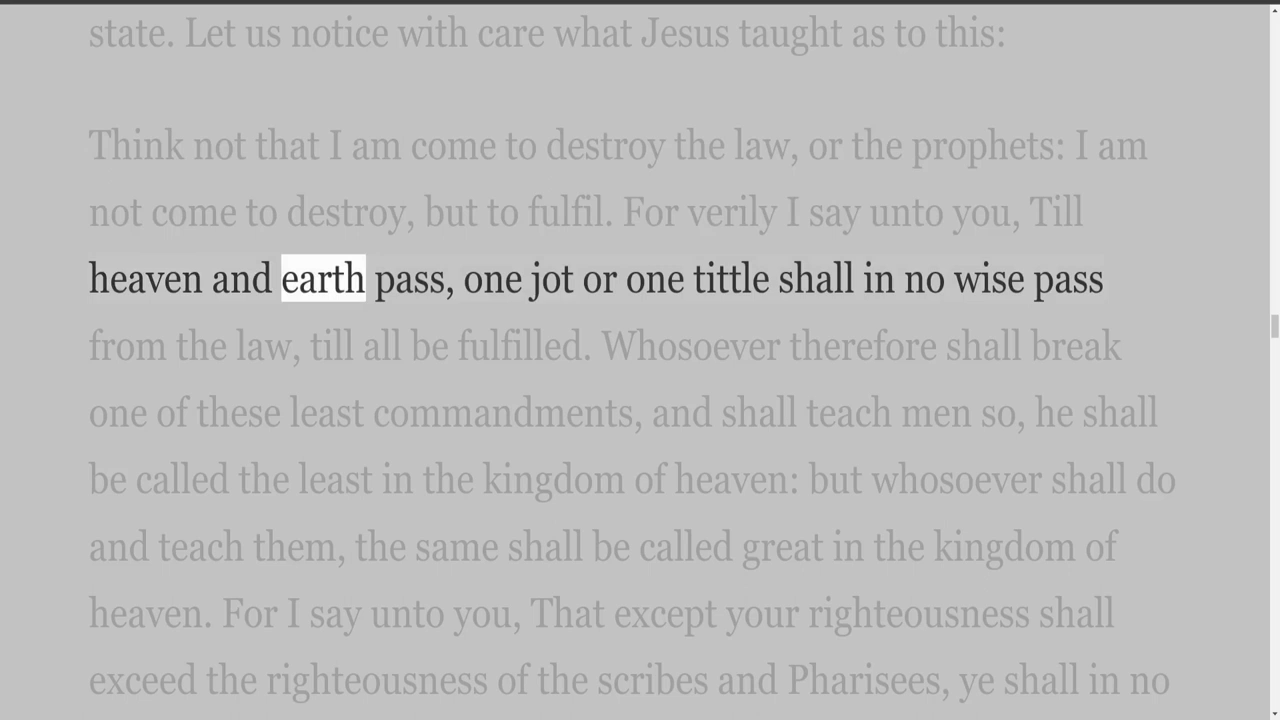 state. Let us notice with care what Jesus taught as to this:
Think not that I am come to destroy the law, or the prophets: I am
not come to destroy, but to fulfil. For verily I say unto you, Till
heaven and earth pass, one jot or one tittle shall in no wise pass
from the law, till all be fulfilled. Whosoever therefore shall break
one of these least commandments, and shall teach men so, he shall
be called the least in the kingdom of heaven: but whosoever shall do
and teach them, the same shall be called great in the kingdom of
heaven. For I say unto you, That except your righteousness shall
exceed the righteousness of the scribes and Pharisees, ye shall in no